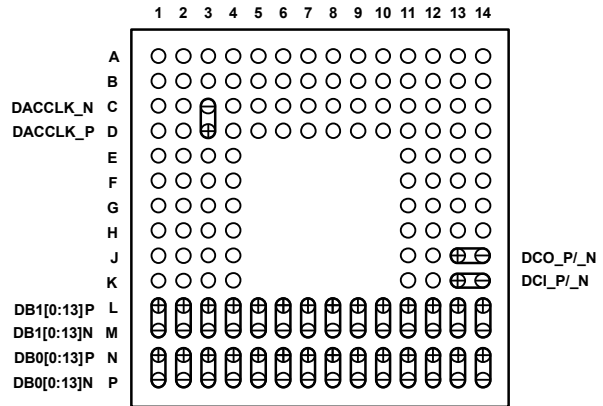 1 2 3 4 5 6 7 8 9 10 11 12 13 14
A
B
DACCLK_N C
DACCLK_P D
E
F
G
H
J DCO_P/_N
K DCI_P/_N
DB1[0:13]P L
DB1[0:13]N M
DB0[0:13]P N
DB0[0:13]N P